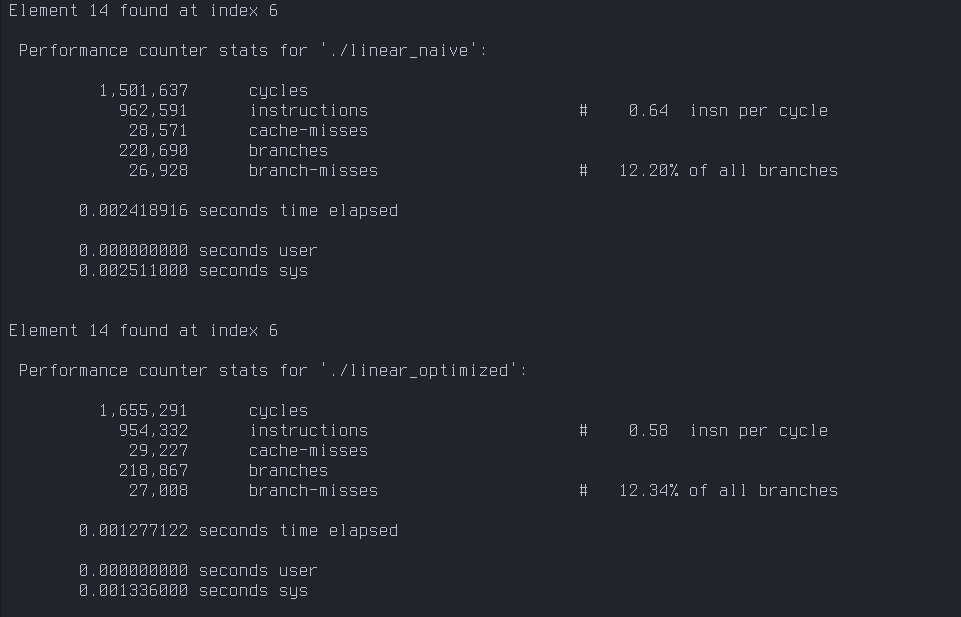 Element 14 found at index 6
Performance counter stats for './linear_naive':
1,501,637 cycles
962,591 instructions # 0.64 insn per cycle
28,571 cache-misses
220,690 branches
26,928 branch-misses # 12.20% of all branches
0.002418916 seconds time elapsed
0.000000000 seconds user
0.002511000 seconds sys
Element 14 found at index 6
Performance counter stats for './linear_optimized':
1,655,291 cycles
954,332 instructions # 0.58 insn per cycle
29,227 cache-misses
218,867 branches
27,008 branch-misses # 12.34% of all branches
0.001277122 seconds time elapsed
0.000000000 seconds user
0.001336000 seconds sys